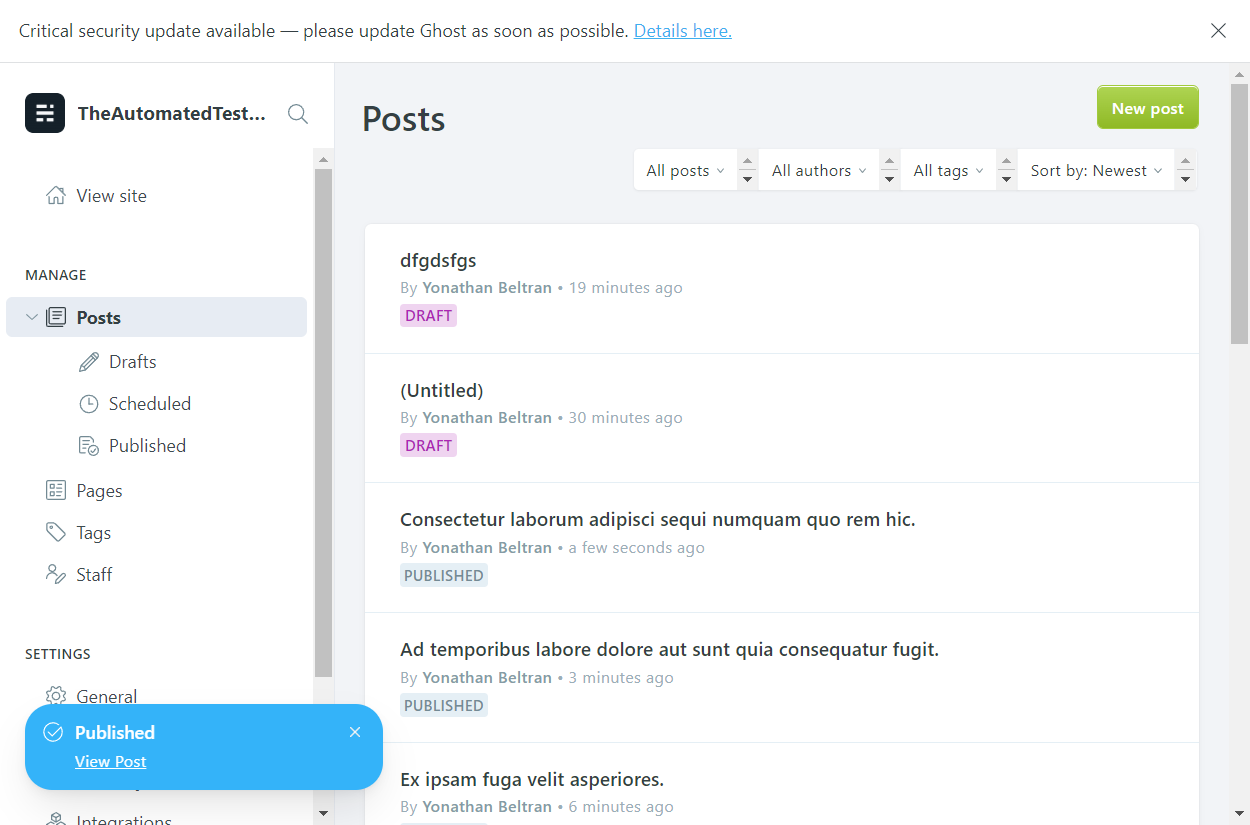 Critical security update available — please update Ghost as soon as possible. Details here.
TheAutomatedTest...
View site
MANAGE
Posts
Drafts
Scheduled
Published
Pages
Tags
Staff
SETTINGS
General
Published
View Post
Integrations
Posts
New post
All posts
All authors
All tags
Sort by: Newest
dfgdsfgs
By Yonathan Beltran • 19 minutes ago
DRAFT
(Untitled)
By Yonathan Beltran • 30 minutes ago
DRAFT
Consectetur laborum adipisci sequi numquam quo rem hic.
By Yonathan Beltran • a few seconds ago
PUBLISHED
Ad temporibus labore dolore aut sunt quia consequatur fugit.
By Yonathan Beltran • 3 minutes ago
PUBLISHED
Ex ipsam fuga velit asperiores.
By Yonathan Beltran • 6 minutes ago